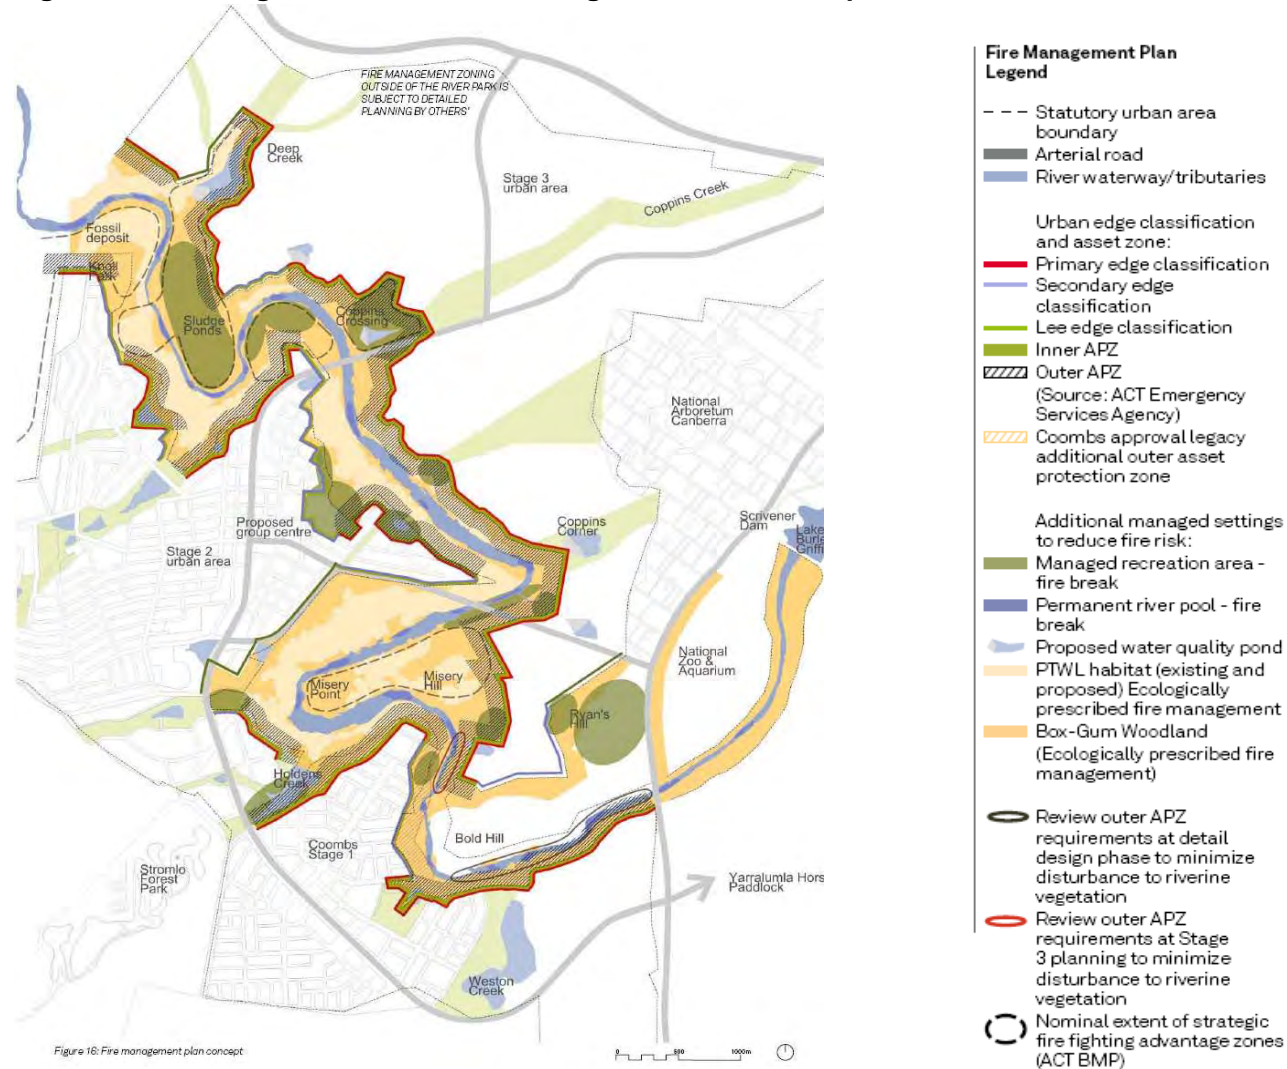 FIRE MANAGEMENT ZONING
OUTSIDE OF THE RIVER PARK IS
SUBJECT TO DETAILED
PLANNING BY OTHERS'
Deep
Creek
Stage 3
urban area
Coppins Creek
Fossil
deposit
Knoll
Park
Sludge
Ponds
Coppins
Crossing
National
Arboretum
Canberra
Scrivener
Dam
Lake
Burle
Griffi
Proposed
group centre
Coppins
Corner
Stage 2
urban area
National
Zoo &
Aquarium
Misery
Point
Misery
Hill
Ryan's
Hill
Holdens
Creek
Bold Hill
Coombs
Stage 1
Stromlo
Forest
Park
Yarralumla Hors
Paddock
Weston
Creek
Figure 16: Fire management plan concept
0 500 1000m
Fire Management Plan
Legend
Statutory urban area
boundary
Arterial road
River waterway/tributaries
Urban edge classification
and asset zone:
Primary edge classification
Secondary edge
classification
Lee edge classification
Inner APZ
Outer APZ
(Source: ACT Emergency
Services Agency)
Coombs approval legacy
additional outer asset
protection zone
Additional managed settings
to reduce fire risk:
Managed recreation area -
fire break
Permanent river pool - fire
break
Proposed water quality pond
PTWL habitat (existing and
proposed) Ecologically
prescribed fire management
Box-Gum Woodland
(Ecologically prescribed fire
management)
Review outer APZ
requirements at detail
design phase to minimize
disturbance to riverine
vegetation
Review outer APZ
requirements at Stage
3 planning to minimize
disturbance to riverine
vegetation
Nominal extent of strategic
fire fighting advantage zones
(ACT BMP)